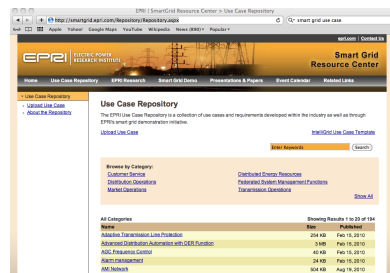 EPRI | SmartGrid Resource Center > Use Case Repository
http://smartgrid.epri.com/Repository/Repository.aspx
smart grid use case
Apple Yahoo! Google Maps YouTube Wikipedia News (891) Popular
epri.com | Contact Us
EPRI ELECTRIC POWER RESEARCH INSTITUTE
Smart Grid
Resource Center
Home Use Case Repository EPRI Research Smart Grid Demo Presentations & Papers Event Calendar Related Links
Use Case Repository
Upload Use Case
About the Repository
Use Case Repository
The EPRI Use Case Repository is a collection of use cases and requirements developed within the industry as well as through
EPRI's smart grid demonstration initiative.
Upload Use Case IntelliGrid Use Case Template
Enter Keywords Search
Browse by Category:
Customer Service Distributed Energy Resources
Distribution Operations Federated System Management Functions
Market Operations Transmission Operations
Show All
All Categories Showing Results 1 to 20 of 194
Name Size Published
Adaptive Transmission Line Protection 254 KB Feb 15, 2010
Advanced Distribution Automation with DER Function 3 MB Feb 15, 2010
AGC Frequency Control 40 KB Feb 15, 2010
Alarm management 24 KB Feb 15, 2010
AMI Network 504 KB Aug 19, 2010